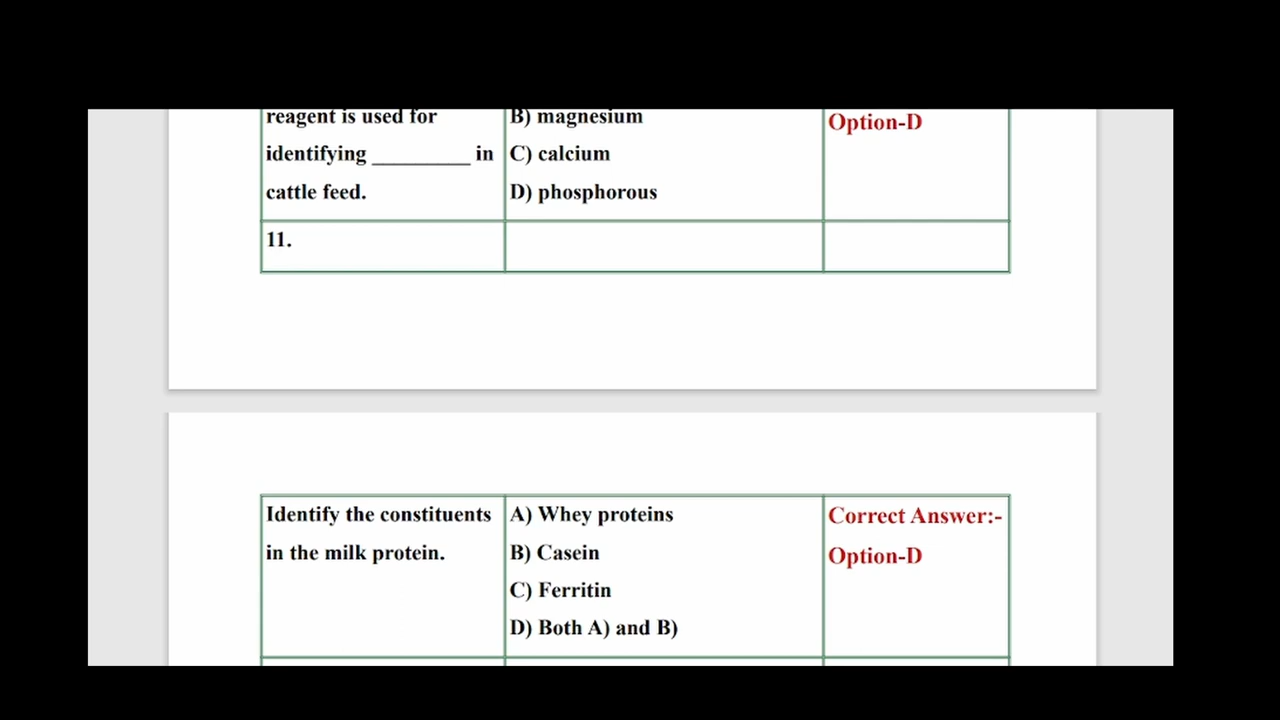 reagent is used for
identifying _________ in
cattle feed.
B) magnesium
C) calcium
D) phosphorous
Option-D
11.
Identify the constituents
in the milk protein.
A) Whey proteins
B) Casein
C) Ferritin
D) Both A) and B)
Correct Answer:-
Option-D